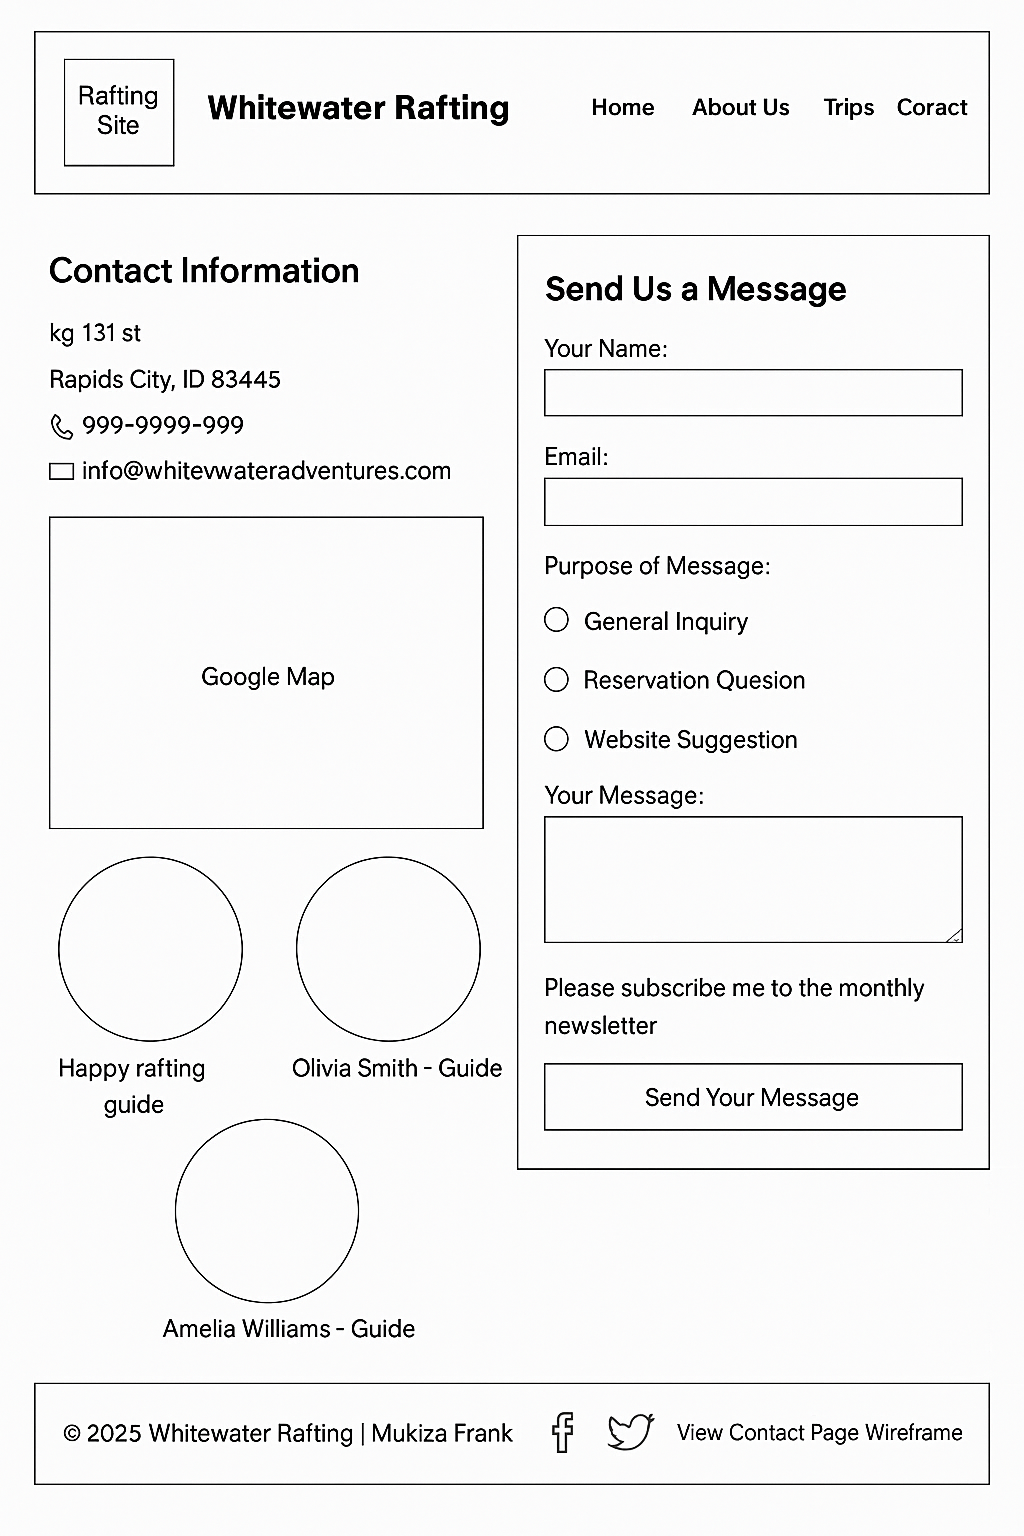 Rafting
Site
Whitewater Rafting
Home
About Us
Trips
Coract
Contact Information
kg 131 st
Rapids City, ID 83445
999-9999-999
info@whitevwateradventures.com
Google Map
Happy rafting
guide
Olivia Smith - Guide
Amelia Williams - Guide
Send Us a Message
Your Name:
Email:
Purpose of Message:
General Inquiry
Reservation Quesion
Website Suggestion
Your Message:
Please subscribe me to the monthly
newsletter
Send Your Message
© 2025 Whitewater Rafting | Mukiza Frank
View Contact Page Wireframe